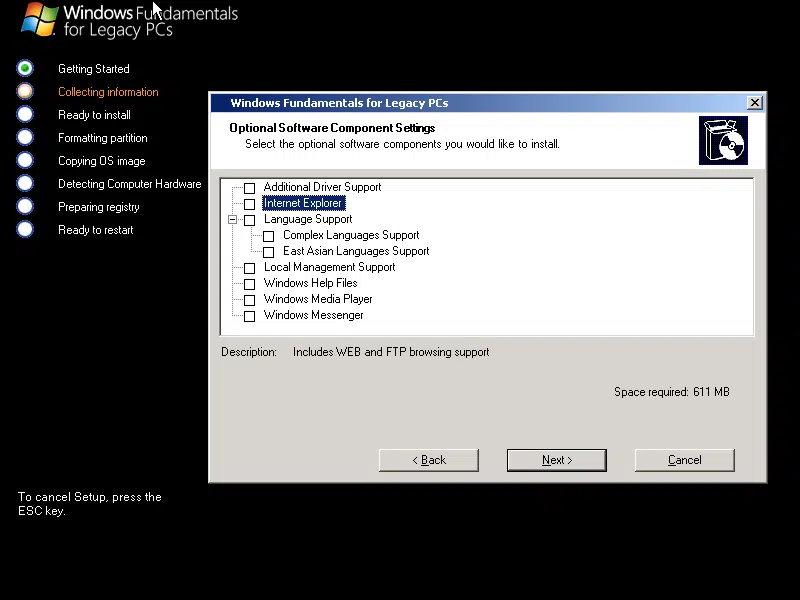 Windows Fundamentals
for Legacy PCs
Getting Started
Collecting information
Ready to install
Formatting partition
Copying OS image
Detecting Computer Hardware
Preparing registry
Ready to restart
Windows Fundamentals for Legacy PCs
Optional Software Component Settings
Select the optional software components you would like to install.
Additional Driver Support
Internet Explorer
Language Support
Complex Languages Support
East Asian Languages Support
Local Management Support
Windows Help Files
Windows Media Player
Windows Messenger
Description: Includes WEB and FTP browsing support
Space required: 611 MB
< Back Next > Cancel
To cancel Setup, press the
ESC key.